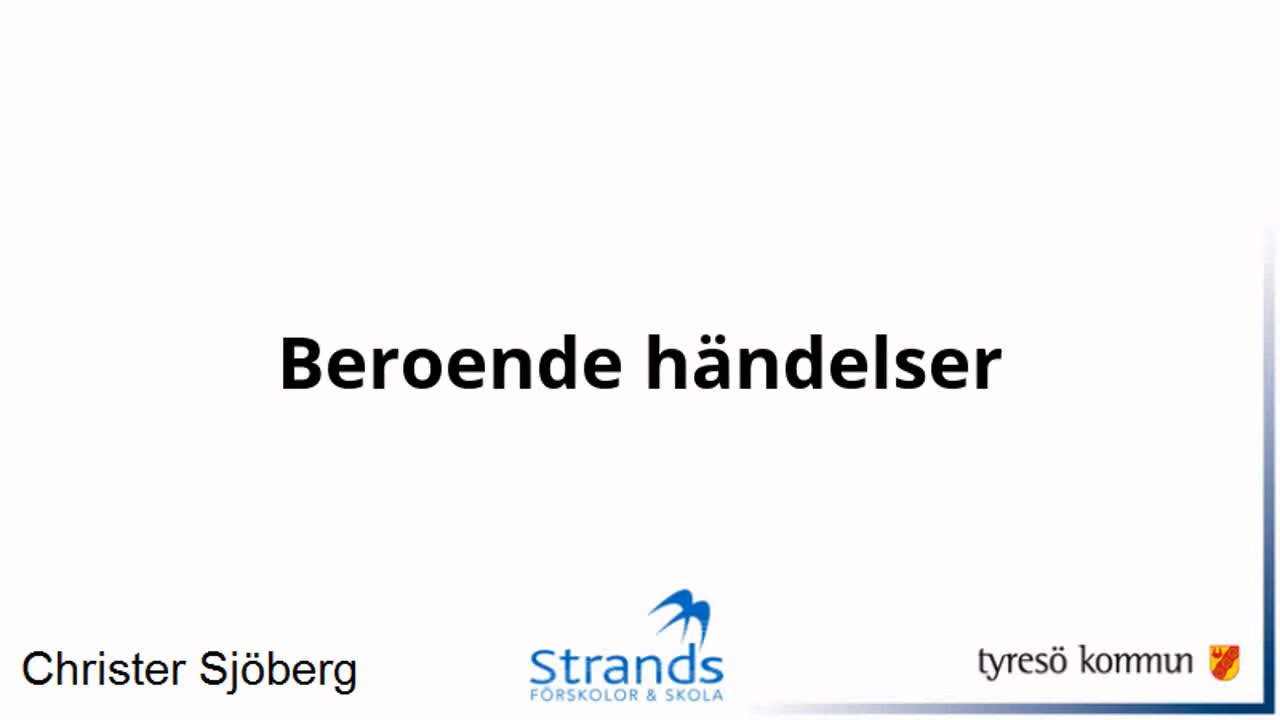 Beroende händelser
Christer Sjöberg
Strands
FÖRSKOLOR & SKOLA
tyresö kommun